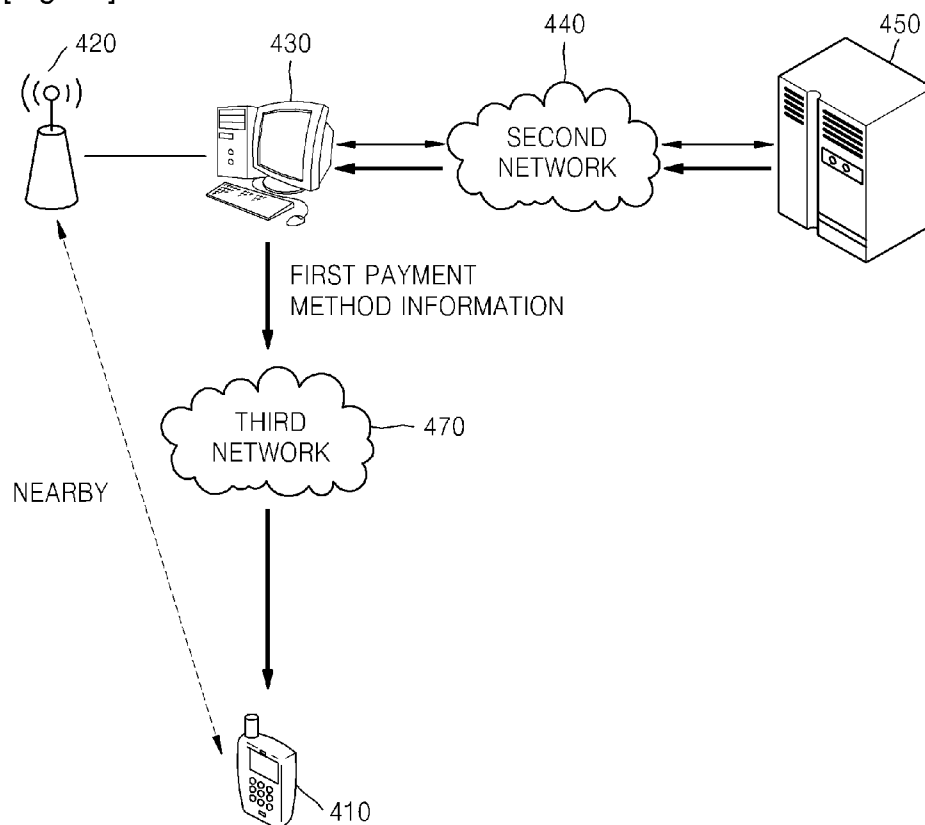 420
430
440
450
SECOND
NETWORK
FIRST PAYMENT
METHOD INFORMATION
THIRD
NETWORK
470
NEARBY
410